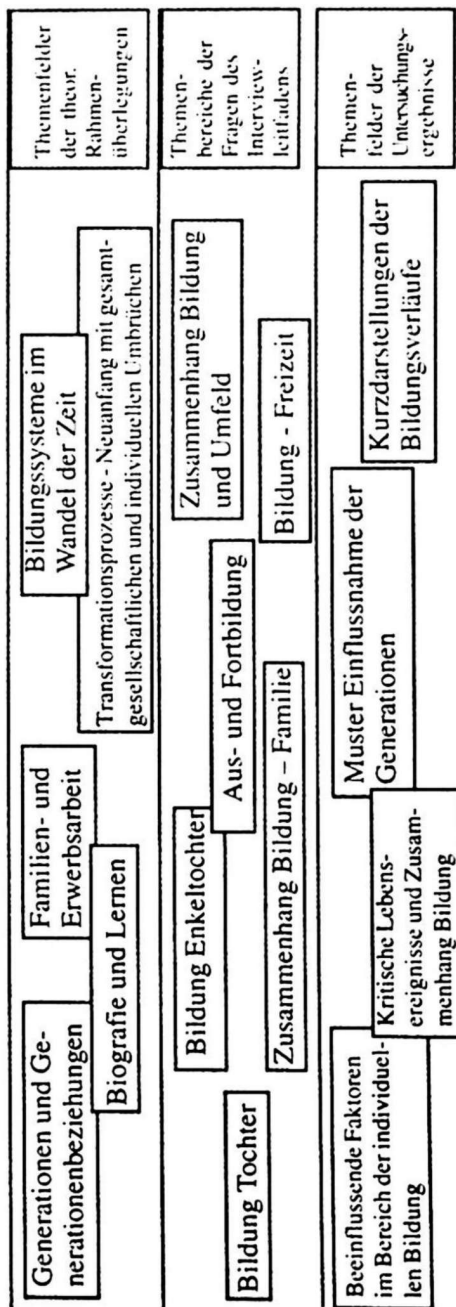 Themenfelder
der theor.
Rahmen-
überlegungen
Generationen und Ge-
nerationenbeziehungen
Familien- und
Erwerbsarbeit
Biografie und Lernen
Bildungssysteme im
Wandel der Zeit
Transformationsprozesse - Neuanfang mit gesamt-
gesellschaftlichen und individuellen Umbrüchen
Themen-
bereiche der
Fragen des
Interview-
leitfadens
Bildung Tochter
Bildung Enkeltochter
Zusammenhang Bildung – Familie
Aus- und Fortbildung
Zusammenhang Bildung
und Umfeld
Bildung - Freizeit
Themen-
felder der
Untersuchungs-
ergebnisse
Beeinflussende Faktoren
im Bereich der individuel-
len Bildung
Kritische Lebens-
ereignisse und Zusam-
menhang Bildung
Muster Einflussnahme der
Generationen
Kurzdarstellungen der
Bildungsverläufe